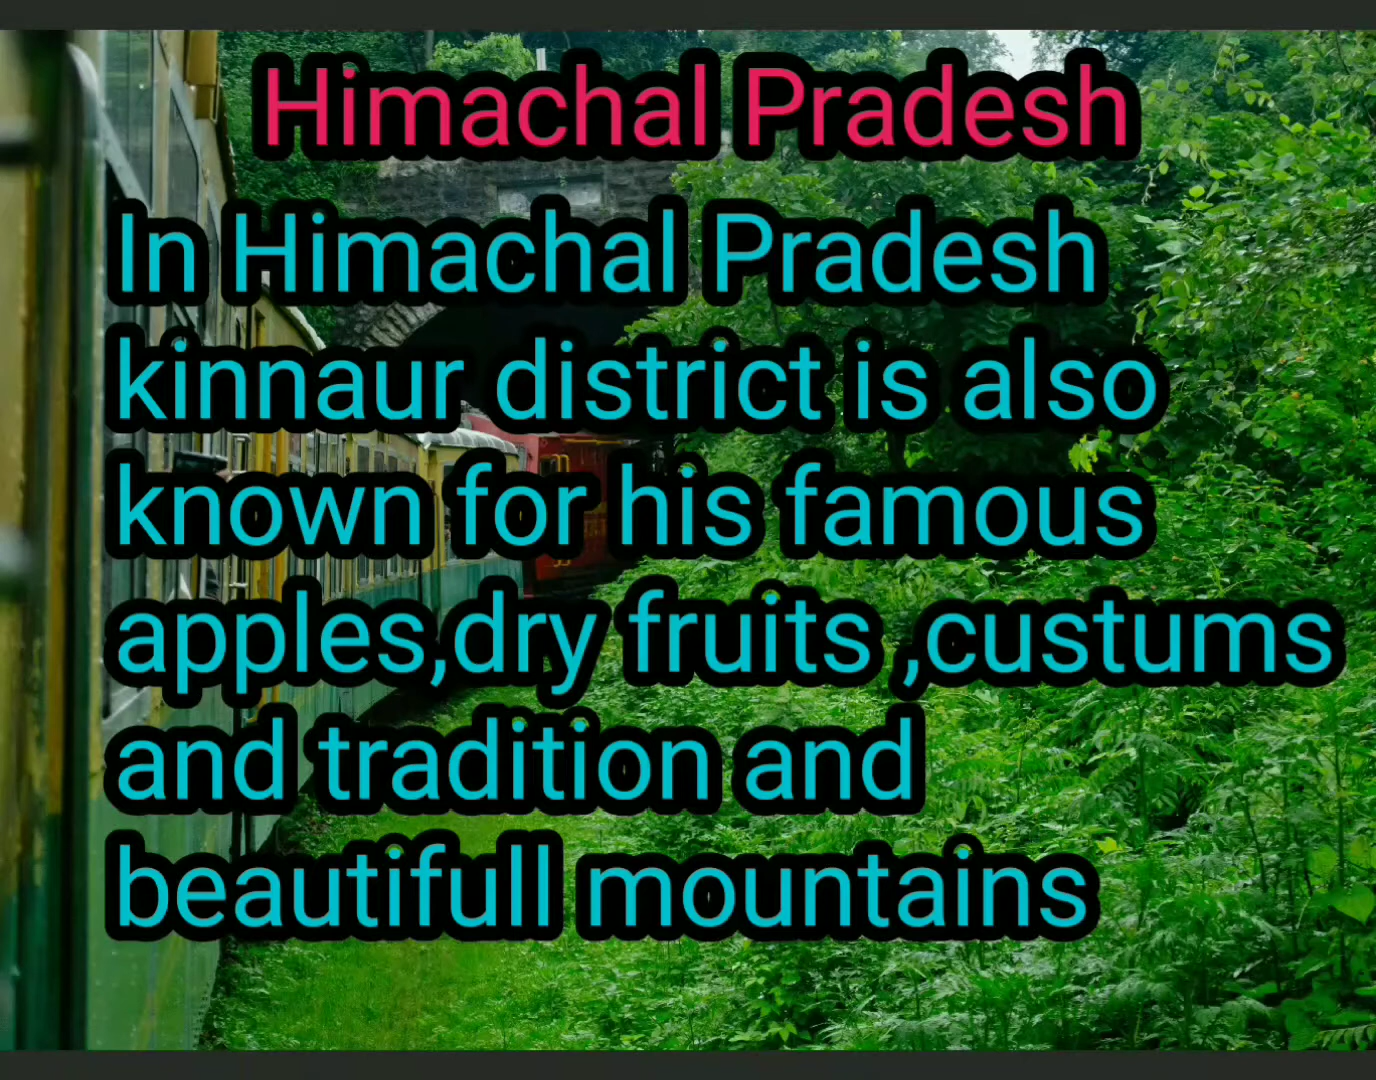 Himachal Pradesh
In Himachal Pradesh
kinnaur district is also
known for his famous
apples,dry fruits ,custums
and tradition and
beautifull mountains